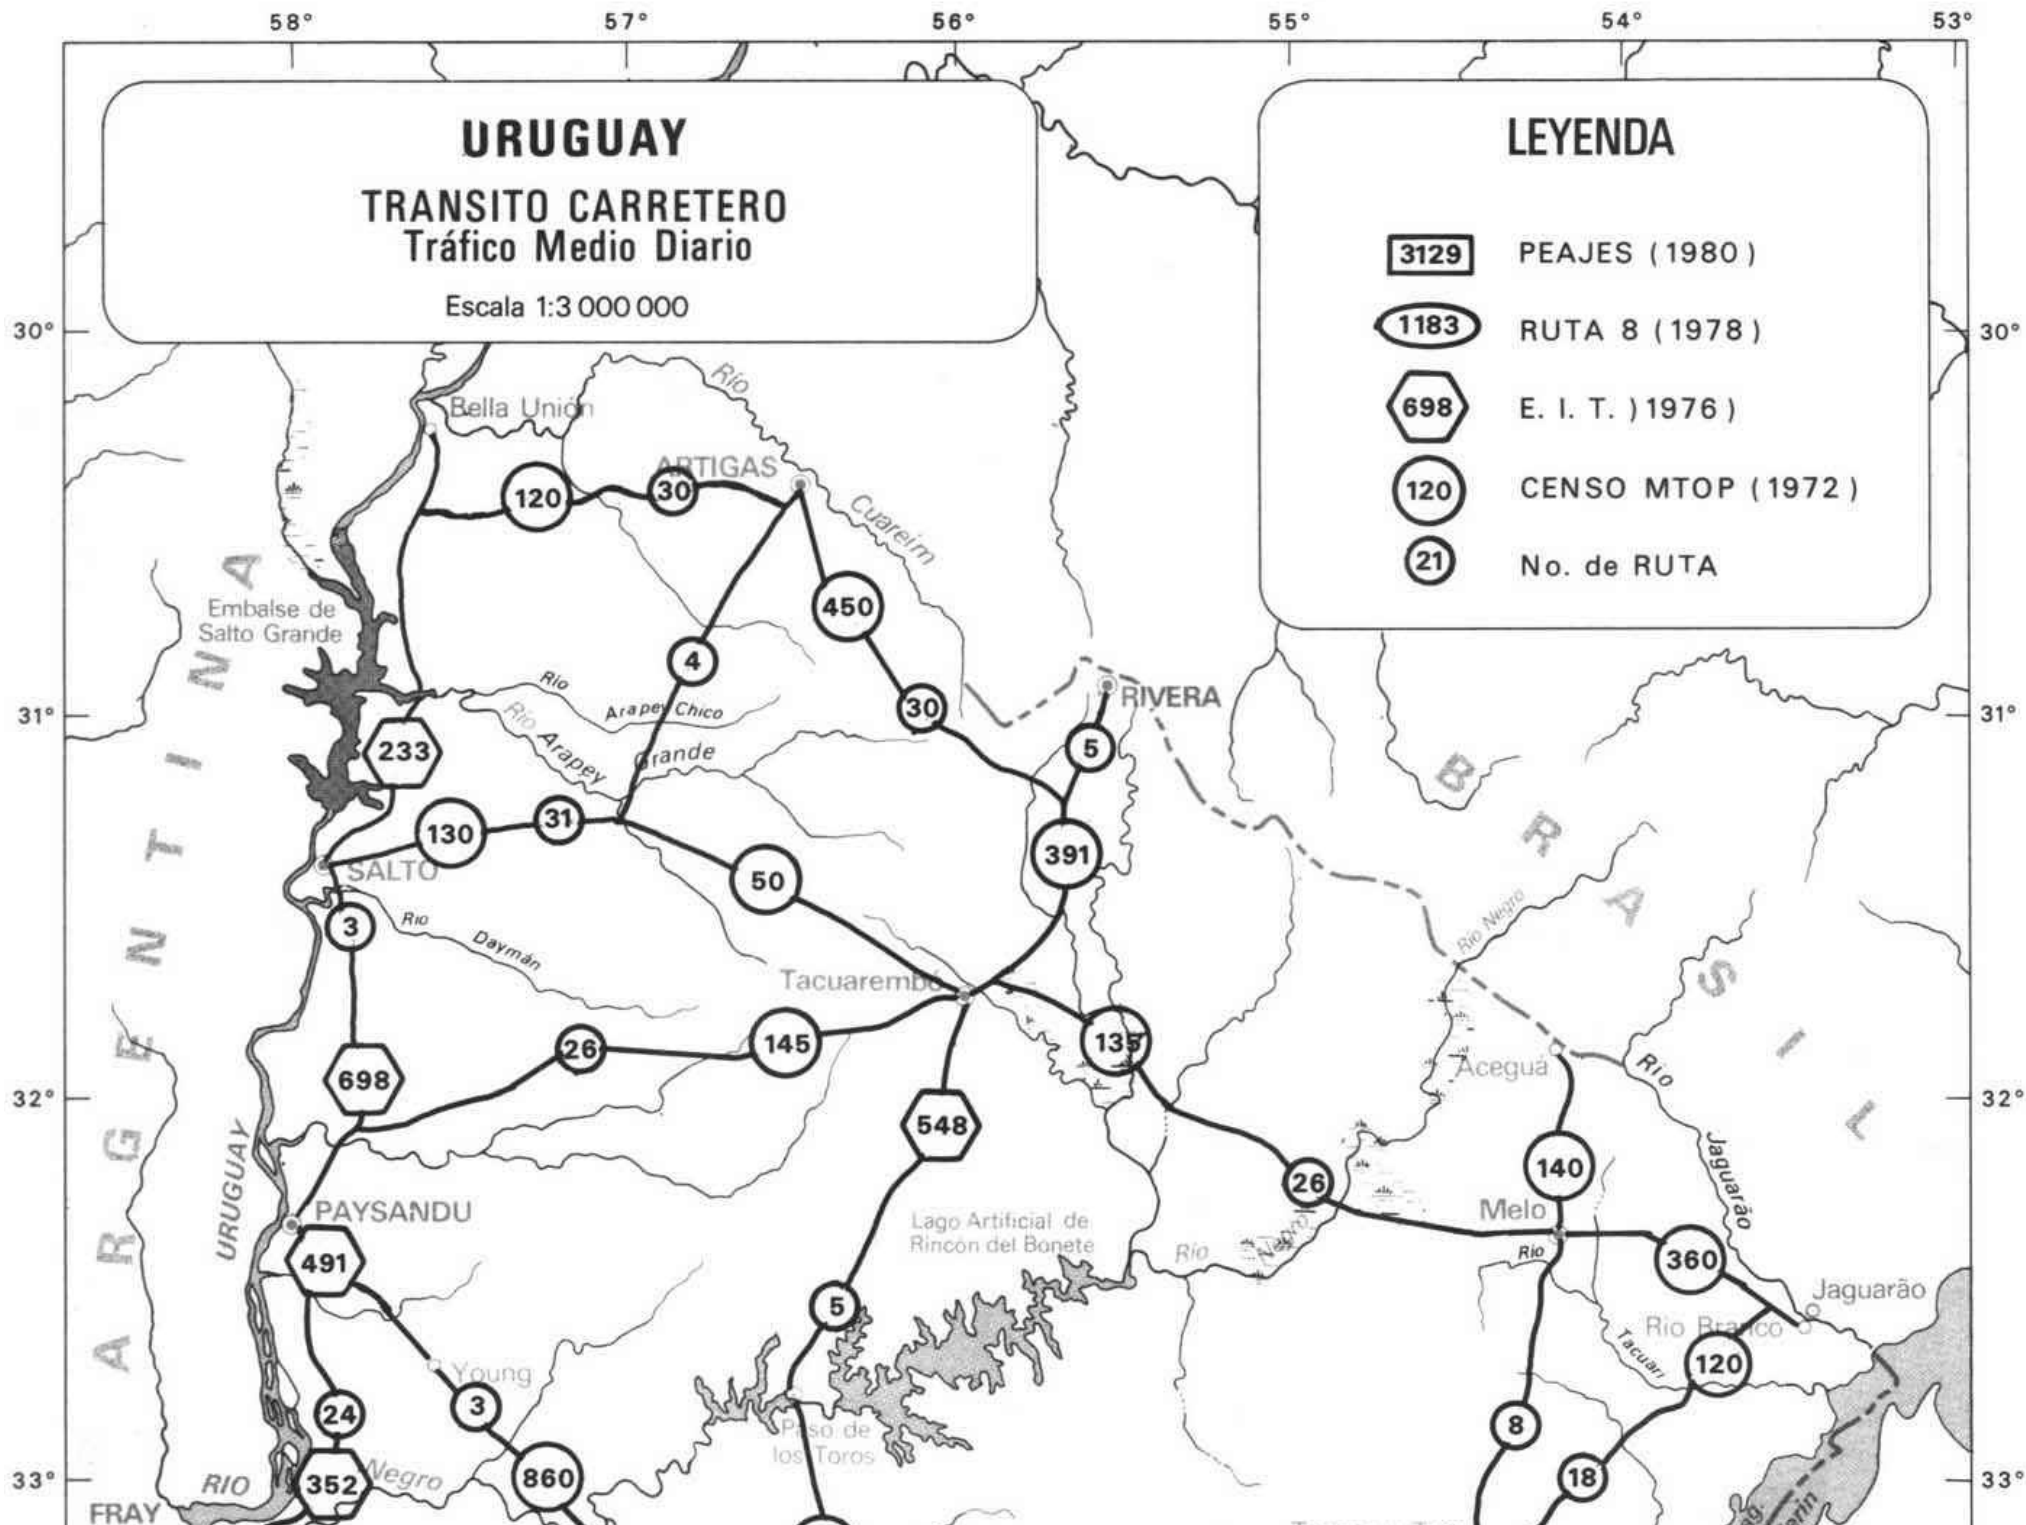 58° 57° 56° 55° 54° 53°
URUGUAY
TRANSITO CARRETERO
Tráfico Medio Diario
Escala 1:3 000 000
LEYENDA
3129 PEAJES (1980)
1183 RUTA 8 (1978)
698 E. I. T. )1976)
120 CENSO MTOP (1972)
21 No. de RUTA
30° 30°
Río
Bella Unión
ARTIGAS
120 30
Cuareim
450
Embalse de
Salto Grande
4
Río
Arapey Chico
30
RIVERA
31° 31°
Río Arapey
Grande
233
5
130 31
391
SALTO
50
3
Río
Daymán
Río Negro
Tacuarembó
26 145 135
Aceguá
Río
698
32° 32°
548
Jaguarão
140
26
URUGUAY
PAYSANDU
Melo
Lago Artificial de
Rincón del Bonete
Río
Negro
Río
491
360
Jaguarão
5
Río Branco
Tacuarí
120
Young
3
24
8
Paso de
los Toros
18
33° 33°
RIO
352
Negro
860
FRAY
ARGENTINA
BRASIL